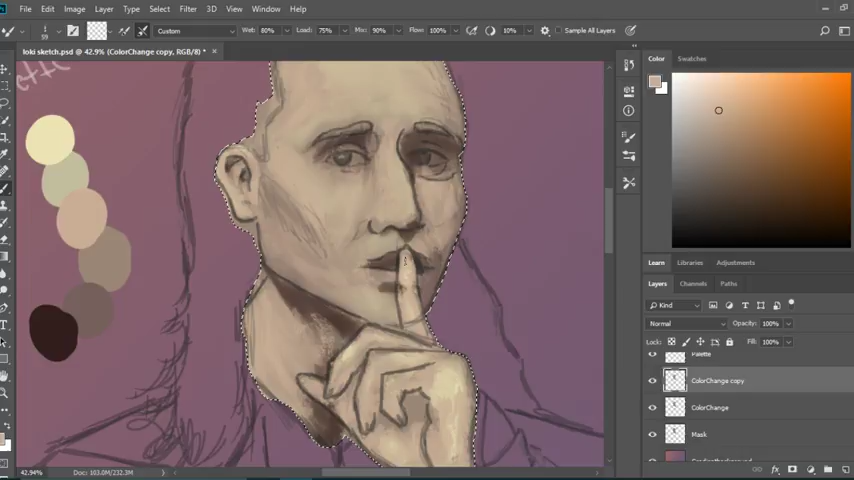 File Edit Image Layer Type Select Filter 3D View Window Help
59 Custom Wet: 80% Load: 75% Mix: 90% Flow: 100% 10% Sample All Layers
loki sketch.psd @ 42.9% (ColorChange copy, RGB/8) * ×
Color Swatches
Learn Libraries Adjustments
Layers Channels Paths
Kind
Normal Opacity: 100%
Lock: Fill: 100%
Palette
ColorChange copy
ColorChange
Mask
42.94% Doc: 103.0M/232.3M